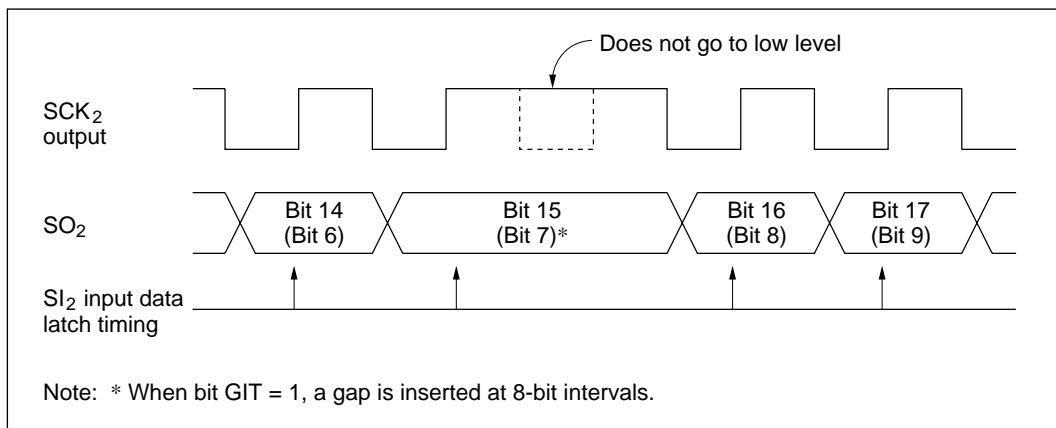 Does not go to low level
SCK2
output
SO2
Bit 14
(Bit 6)
Bit 15
(Bit 7)*
Bit 16
(Bit 8)
Bit 17
(Bit 9)
SI2 input data
latch timing
Note: * When bit GIT = 1, a gap is inserted at 8-bit intervals.